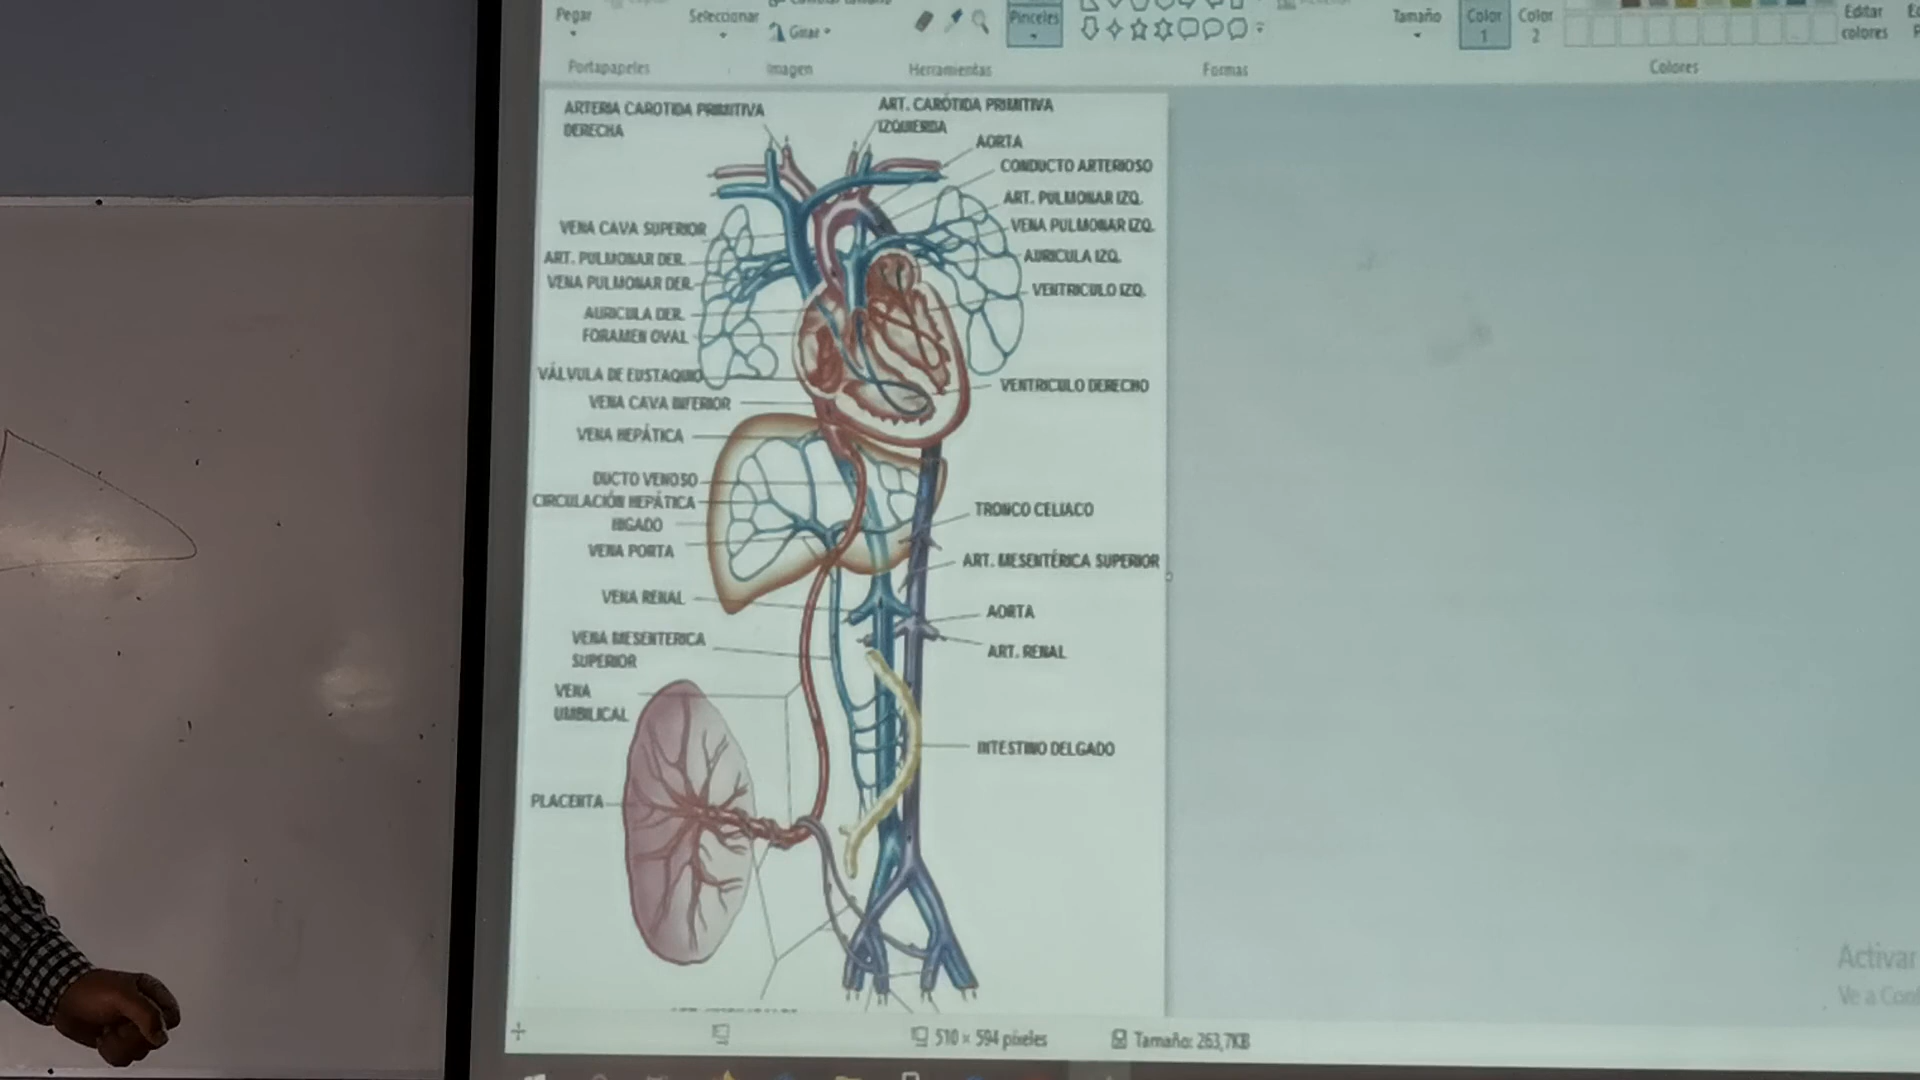 Pegar
Seleccionar
Girar
Pinceles
Tamaño
Color
1
Color
2
Editar
colores
Portapapeles
Imagen
Herramientas
Formas
Colores
ARTERIA CAROTIDA PRIMITIVA
DERECHA
ART. CARÓTIDA PRIMITIVA
IZQUIERDA
AORTA
CONDUCTO ARTERIOSO
ART. PULMONAR IZQ.
VENA PULMONAR IZQ.
AURICULA IZQ.
VENTRICULO IZQ.
VENA CAVA SUPERIOR
ART. PULMONAR DER.
VENA PULMONAR DER.
AURICULA DER.
FORAMEN OVAL
VÁLVULA DE EUSTAQUIO
VENA CAVA INFERIOR
VENTRICULO DERECHO
VENA HEPÁTICA
DUCTO VENOSO
CIRCULACIÓN HEPÁTICA
HIGADO
VENA PORTA
TRONCO CELIACO
ART. MESENTÉRICA SUPERIOR
VENA RENAL
AORTA
ART. RENAL
VENA MESENTERICA
SUPERIOR
VENA
UMBILICAL
INTESTINO DELGADO
PLACENTA
Activar
Ve a
510 × 594 píxeles
Tamaño: 263,7KB